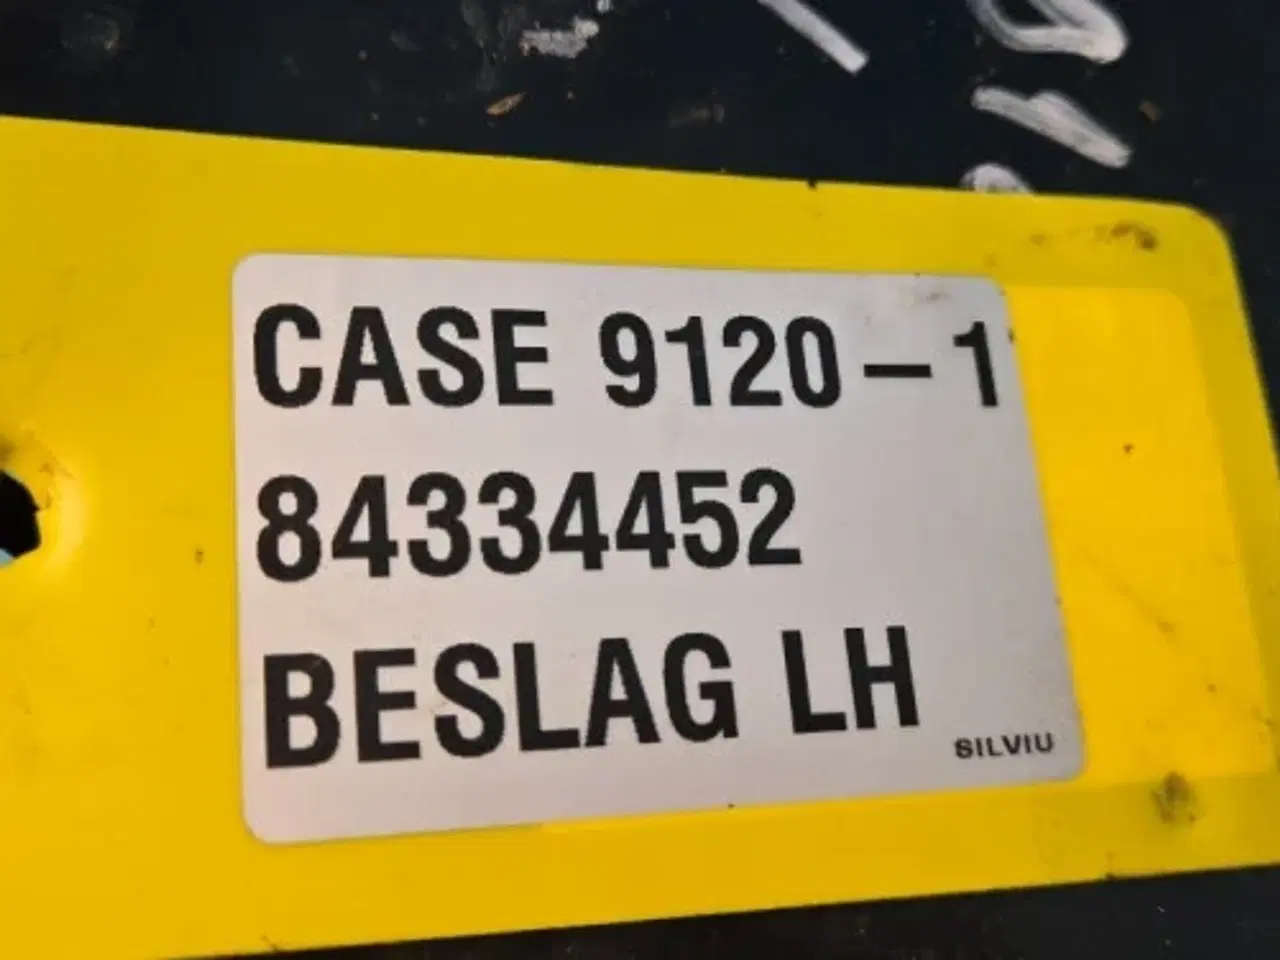 CASE 9120-1
84334452
BESLAG LH
SILVIU